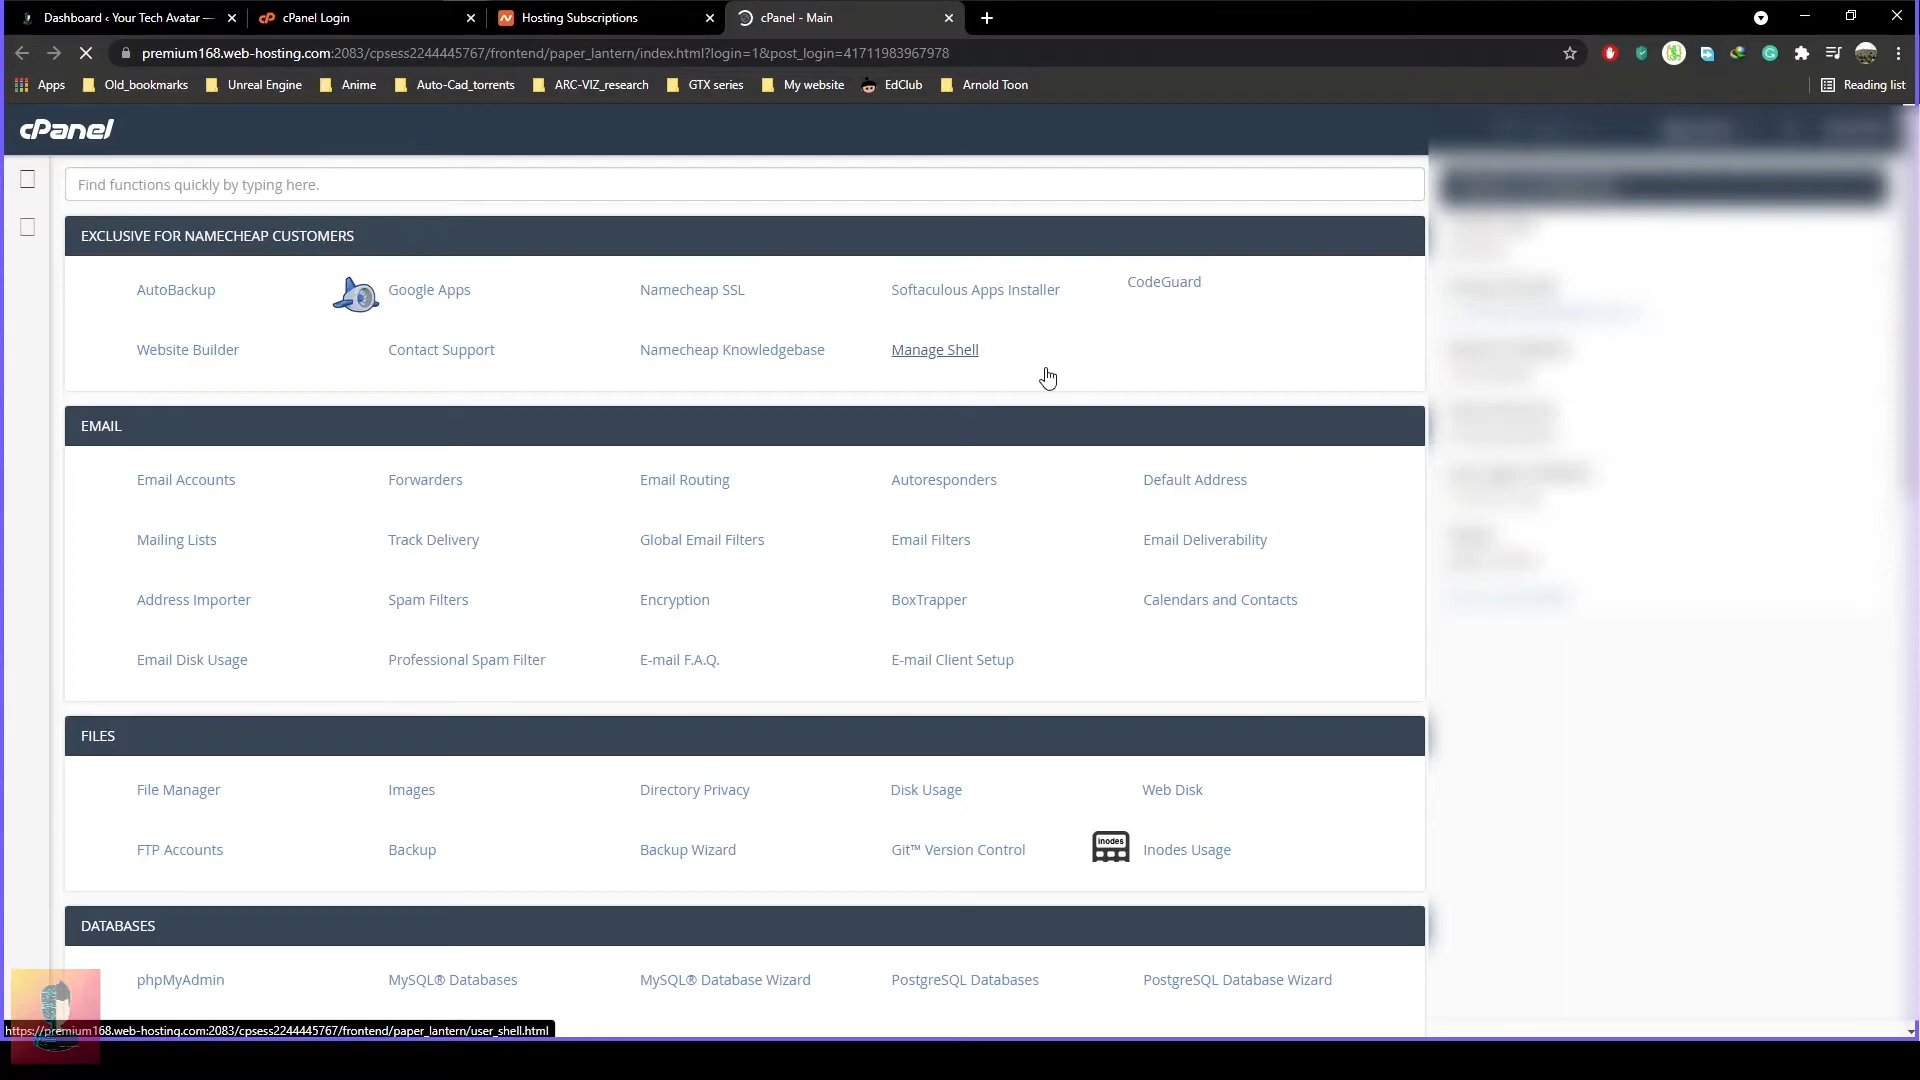 Dashboard ‹ Your Tech Avatar —
cPanel Login
Hosting Subscriptions
cPanel - Main
premium168.web-hosting.com:2083/cpsess2244445767/frontend/paper_lantern/index.html?login=1&post_login=41711983967978
Apps
Old_bookmarks
Unreal Engine
Anime
Auto-Cad_torrents
ARC-VIZ_research
GTX series
My website
EdClub
Arnold Toon
Reading list
cPanel
Find functions quickly by typing here.
EXCLUSIVE FOR NAMECHEAP CUSTOMERS
AutoBackup
Google Apps
Namecheap SSL
Softaculous Apps Installer
CodeGuard
Website Builder
Contact Support
Namecheap Knowledgebase
Manage Shell
EMAIL
Email Accounts
Forwarders
Email Routing
Autoresponders
Default Address
Mailing Lists
Track Delivery
Global Email Filters
Email Filters
Email Deliverability
Address Importer
Spam Filters
Encryption
BoxTrapper
Calendars and Contacts
Email Disk Usage
Professional Spam Filter
E-mail F.A.Q.
E-mail Client Setup
FILES
File Manager
Images
Directory Privacy
Disk Usage
Web Disk
FTP Accounts
Backup
Backup Wizard
Git™ Version Control
inodes
Inodes Usage
DATABASES
phpMyAdmin
MySQL® Databases
MySQL® Database Wizard
PostgreSQL Databases
PostgreSQL Database Wizard
https://premium168.web-hosting.com:2083/cpsess2244445767/frontend/paper_lantern/user_shell.html